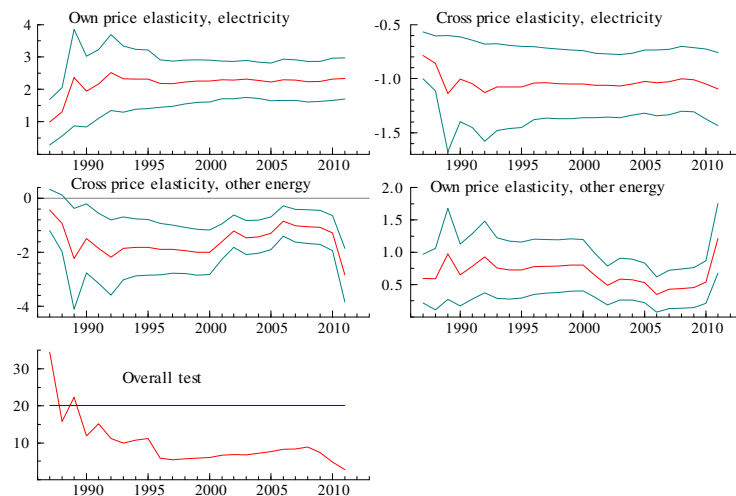 Own price elasticity, electricity
4
3
2
1
1990 1995 2000 2005 2010
Cross price elasticity, electricity
-0.5
-1.0
-1.5
1990 1995 2000 2005 2010
Cross price elasticity, other energy
0
-2
-4
1990 1995 2000 2005 2010
Own price elasticity, other energy
2.0
1.5
1.0
0.5
1990 1995 2000 2005 2010
Overall test
30
20
10
1990 1995 2000 2005 2010